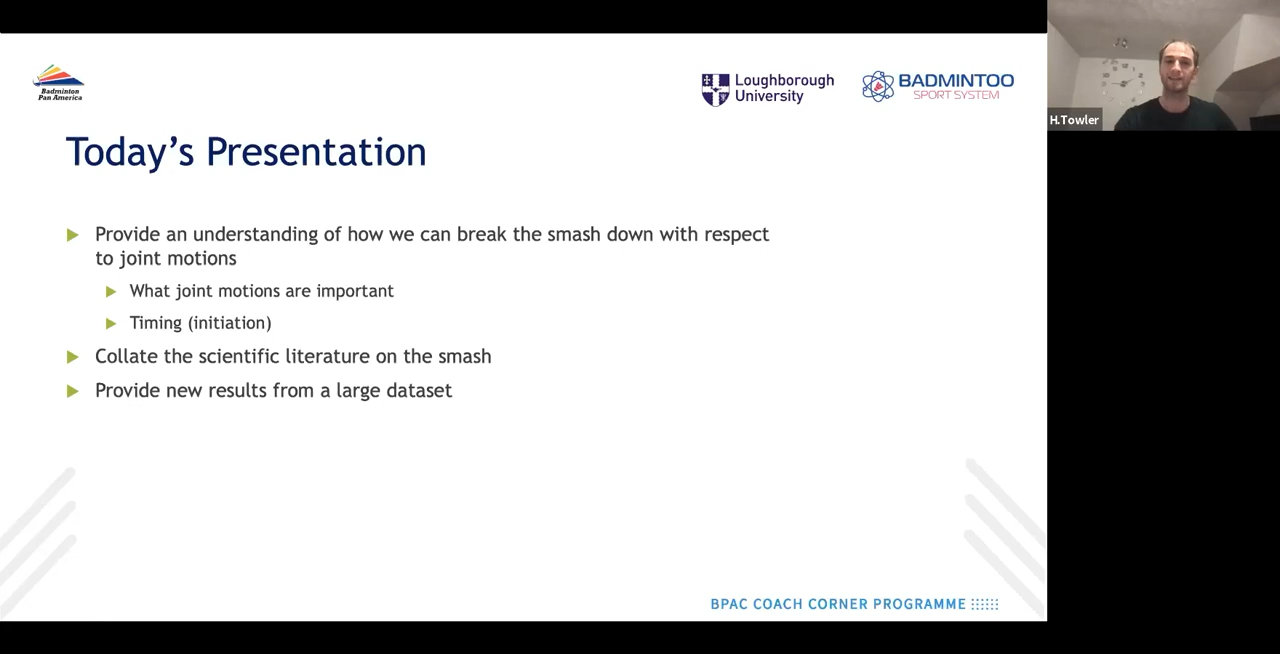 Badminton
Pan America
Loughborough
University
BADMINTOO
SPORT SYSTEM
H.Towler
Today's Presentation
Provide an understanding of how we can break the smash down with respect
to joint motions
What joint motions are important
Timing (initiation)
Collate the scientific literature on the smash
Provide new results from a large dataset
BPAC COACH CORNER PROGRAMME